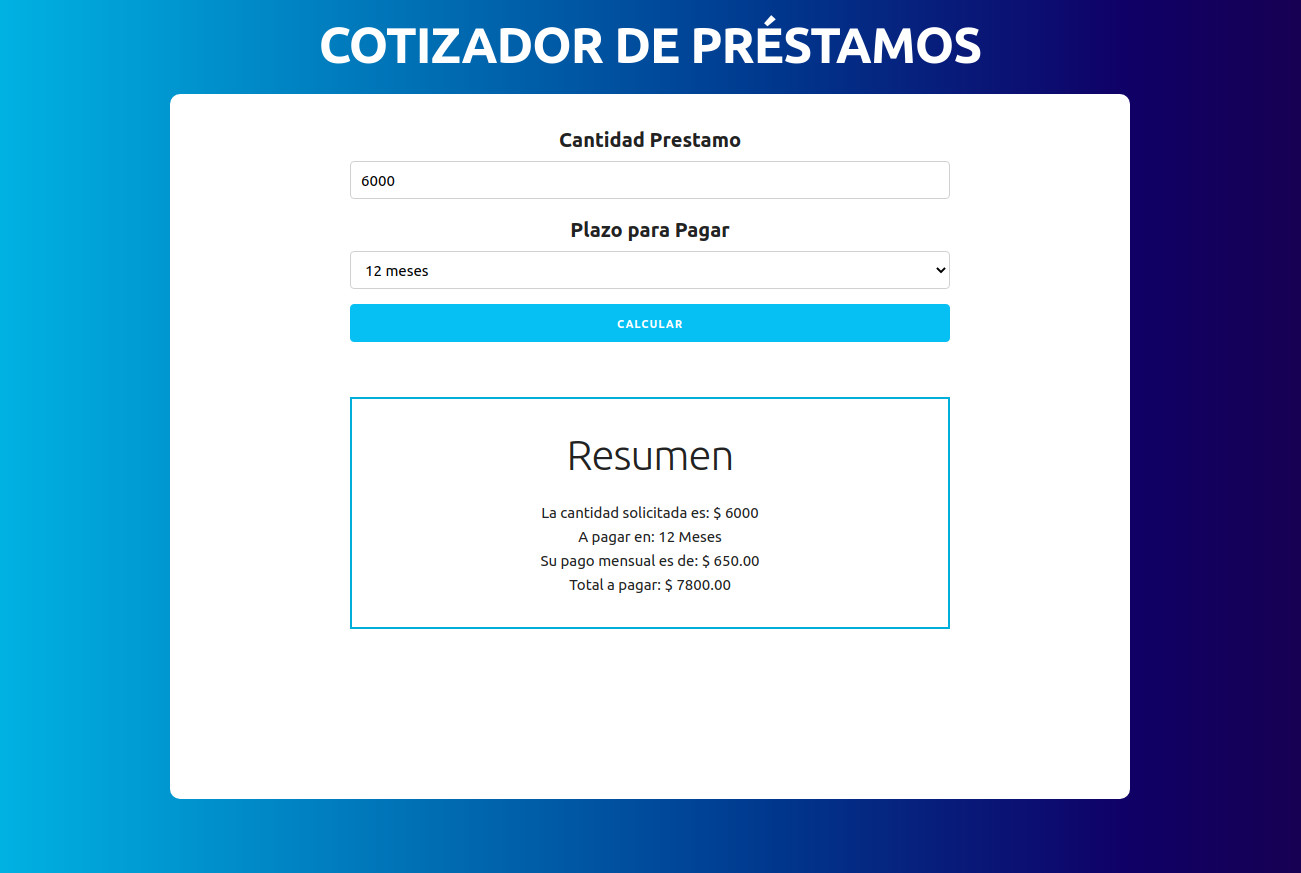 COTIZADOR DE PRÉSTAMOS
Cantidad Prestamo
6000
Plazo para Pagar
12 meses
CALCULAR
Resumen
La cantidad solicitada es: $ 6000
A pagar en: 12 Meses
Su pago mensual es de: $ 650.00
Total a pagar: $ 7800.00